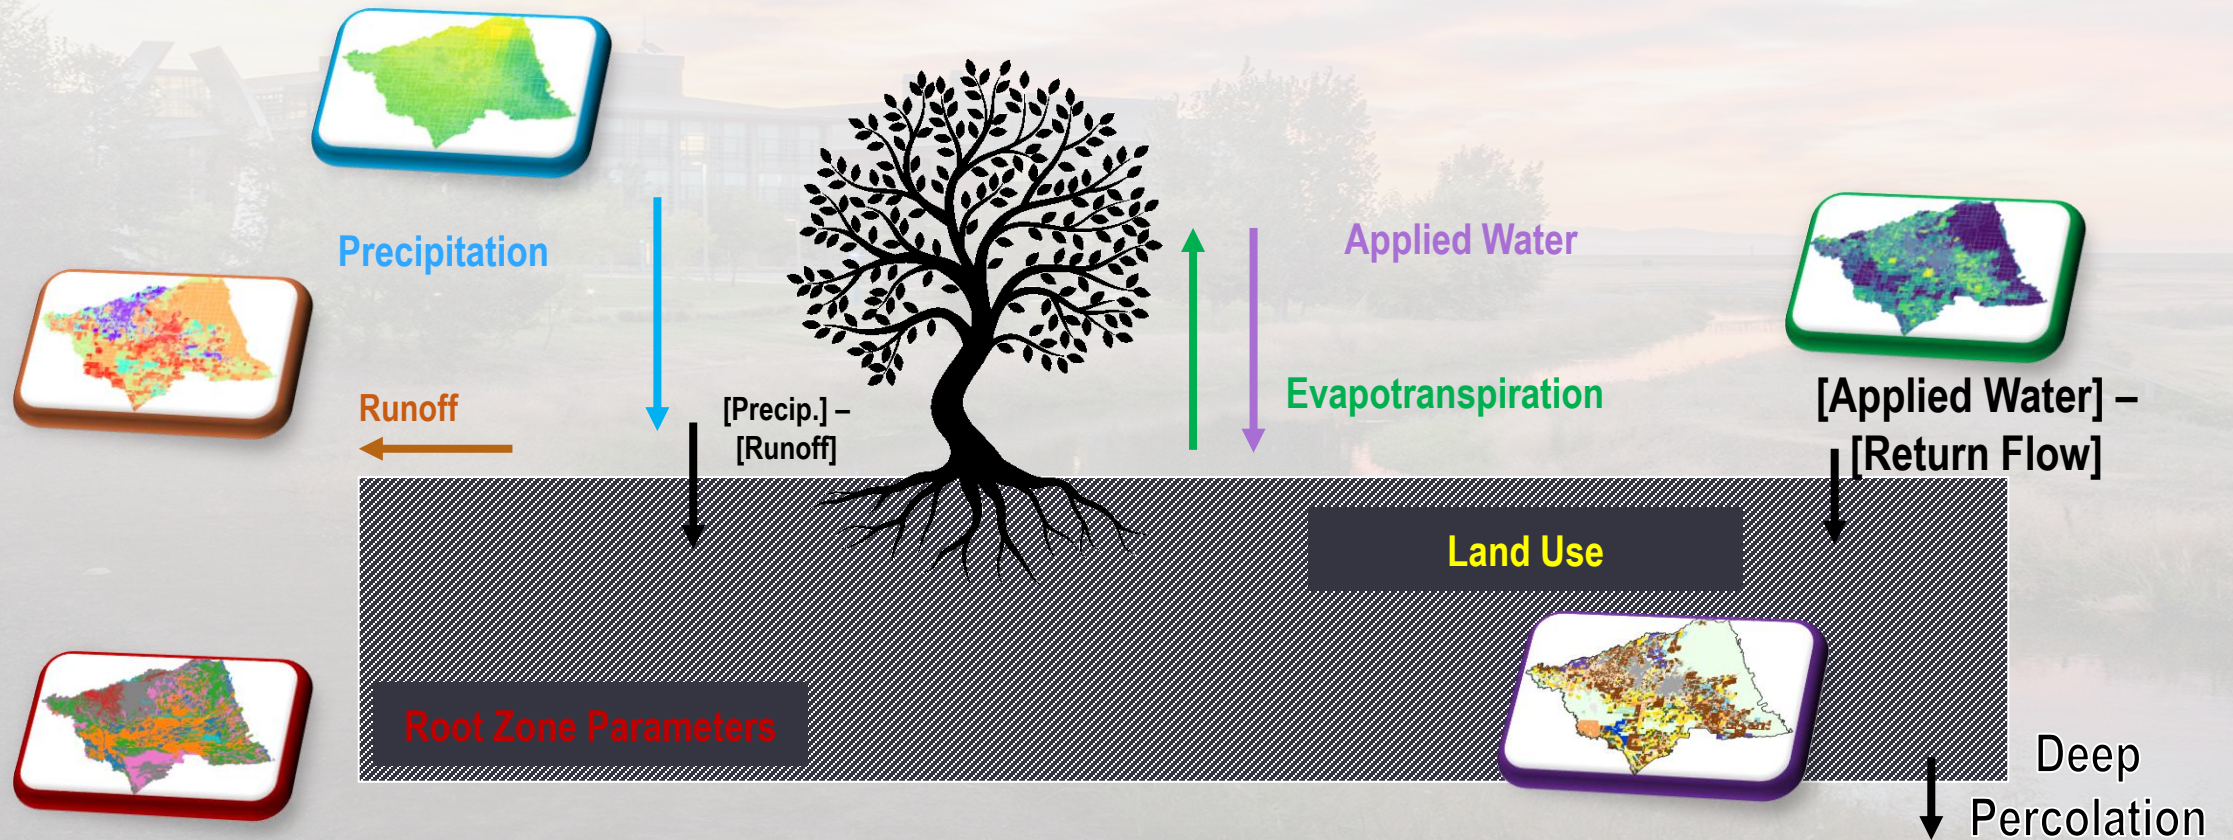 Precipitation
Applied Water
Evapotranspiration
Runoff
[Precip.] –
[Runoff]
[Applied Water] –
[Return Flow]
Land Use
Root Zone Parameters
Deep
Percolation